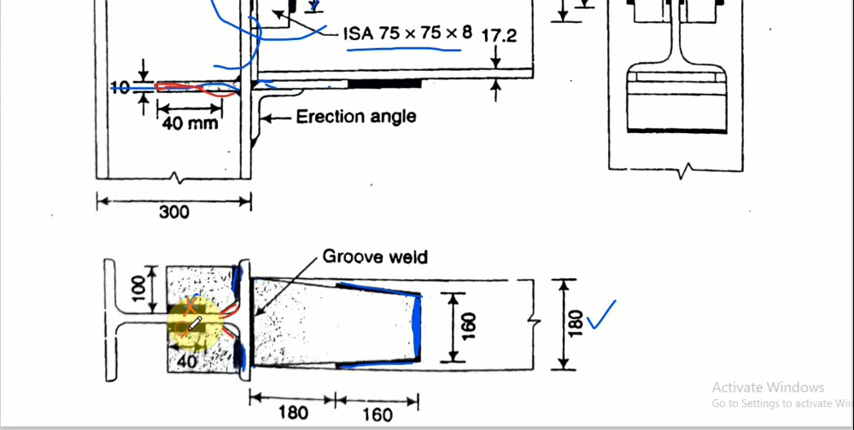 ISA 75 × 75 × 8 17.2
10
40 mm
Erection angle
300
Groove weld
100
160
180
40
180
160
Activate Windows
Go to Settings to activate Wi